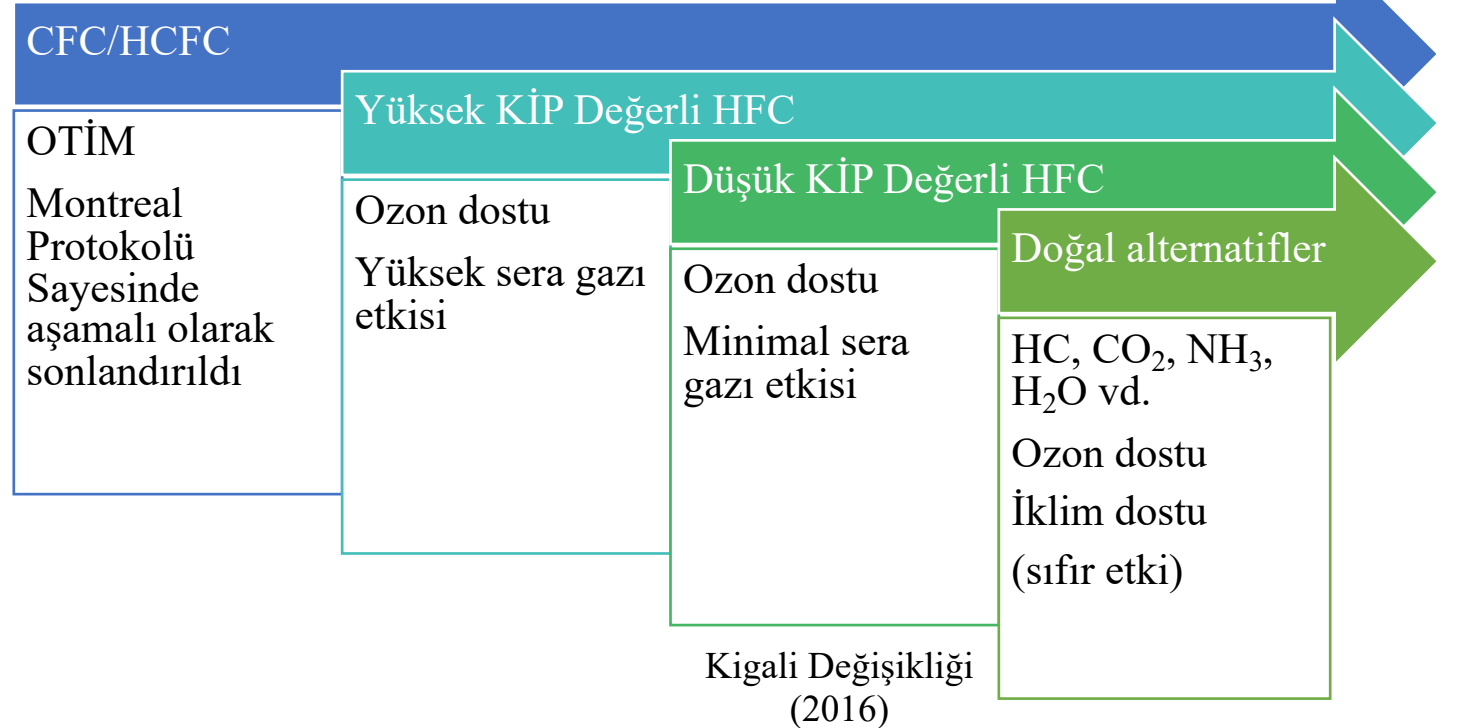 CFC/HCFC
OTİM
Montreal
Protokolü
Sayesinde
aşamalı olarak
sonlandırıldı
Yüksek KİP Değerli HFC
Ozon dostu
Yüksek sera gazı
etkisi
Düşük KİP Değerli HFC
Ozon dostu
Minimal sera
gazı etkisi
Kigali Değişikliği
(2016)
Doğal alternatifler
HC, CO₂, NH₃,
H₂O vd.
Ozon dostu
İklim dostu
(sıfır etki)